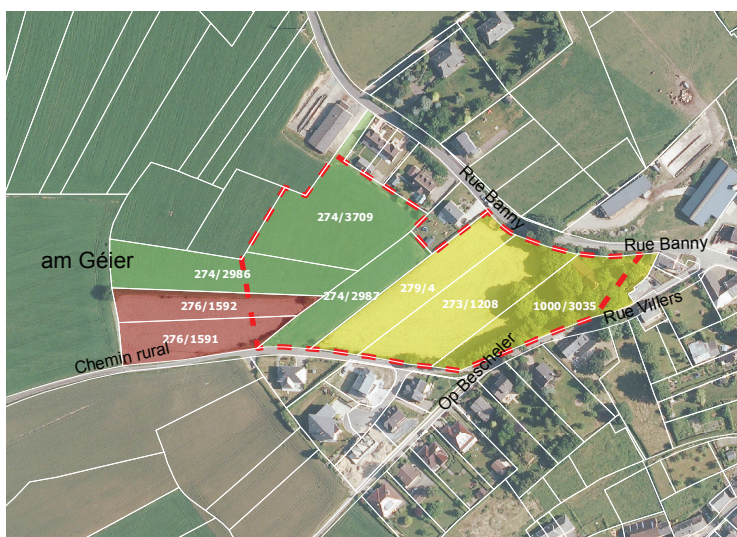 Rue Banny
274/3709
Rue Banny
am Géier
274/2986
274/2987
279/4
276/1592
273/1208
1000/3035
Rue Villers
276/1591
Chemin rural
Op Bescheler